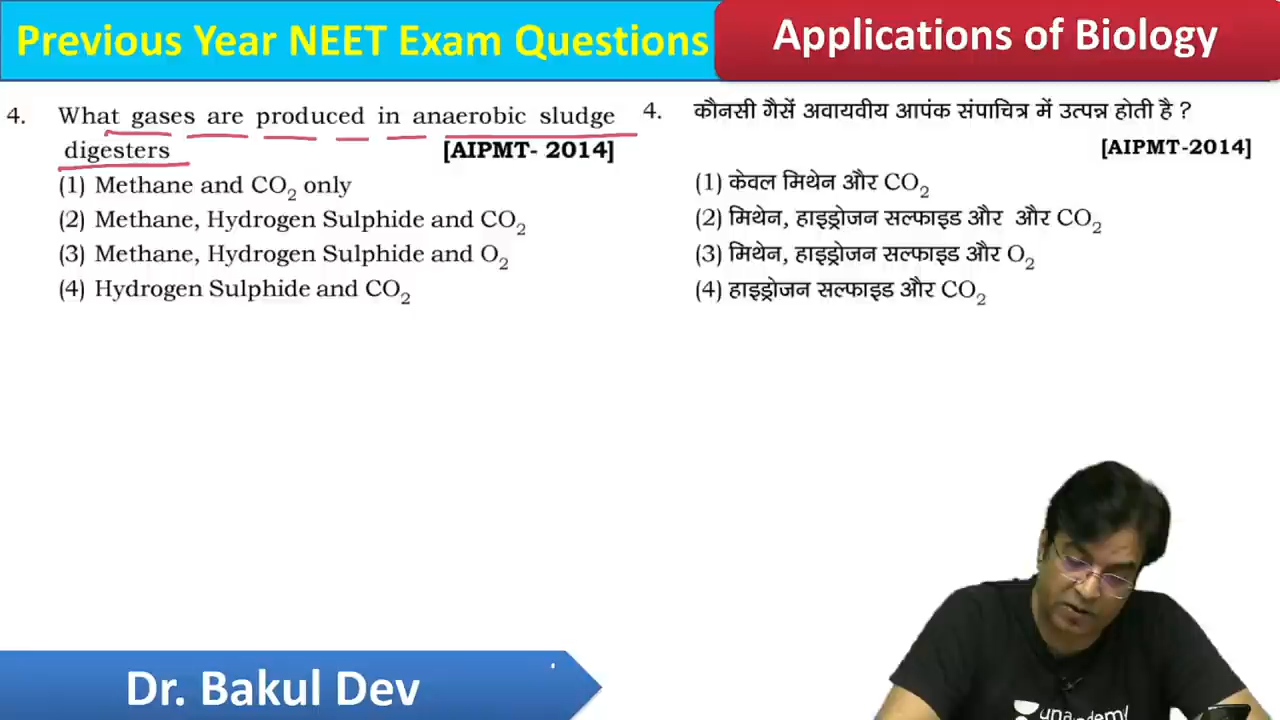 Previous Year NEET Exam Questions
Applications of Biology
4. What gases are produced in anaerobic sludge
digesters [AIPMT- 2014]
(1) Methane and CO₂ only
(2) Methane, Hydrogen Sulphide and CO₂
(3) Methane, Hydrogen Sulphide and O₂
(4) Hydrogen Sulphide and CO₂
4. कौनसी गैसें अवायवीय आपंक संपाचित्र में उत्पन्न होती है ?
[AIPMT-2014]
(1) केवल मिथेन और CO₂
(2) मिथेन, हाइड्रोजन सल्फाइड और और CO₂
(3) मिथेन, हाइड्रोजन सल्फाइड और O₂
(4) हाइड्रोजन सल्फाइड और CO₂
Dr. Bakul Dev